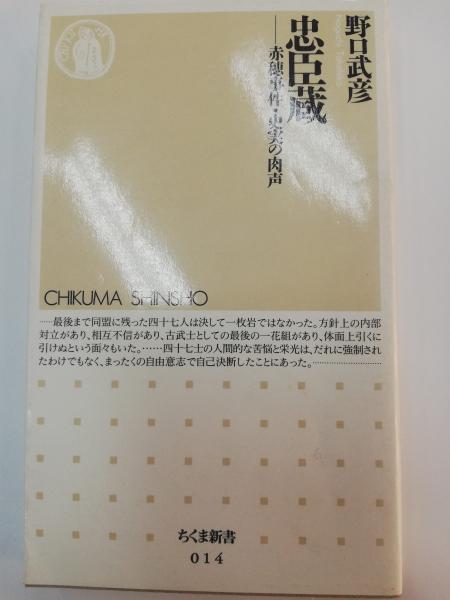 野口武彦
忠臣蔵
──赤穂事件・史実の肉声
CHIKUMA SHINSHO
……最後まで同盟に残った四十七人は決して一枚岩ではなかった。方針上の内部
対立があり、相互不信があり、古武士としての最後の一花組があり、体面上引くに
引けぬという面々もいた。……四十七士の人間的な苦悩と栄光は、だれに強制され
たわけでもなく、まったくの自由意志で自己決断したことにあった。…………………
ちくま新書
014